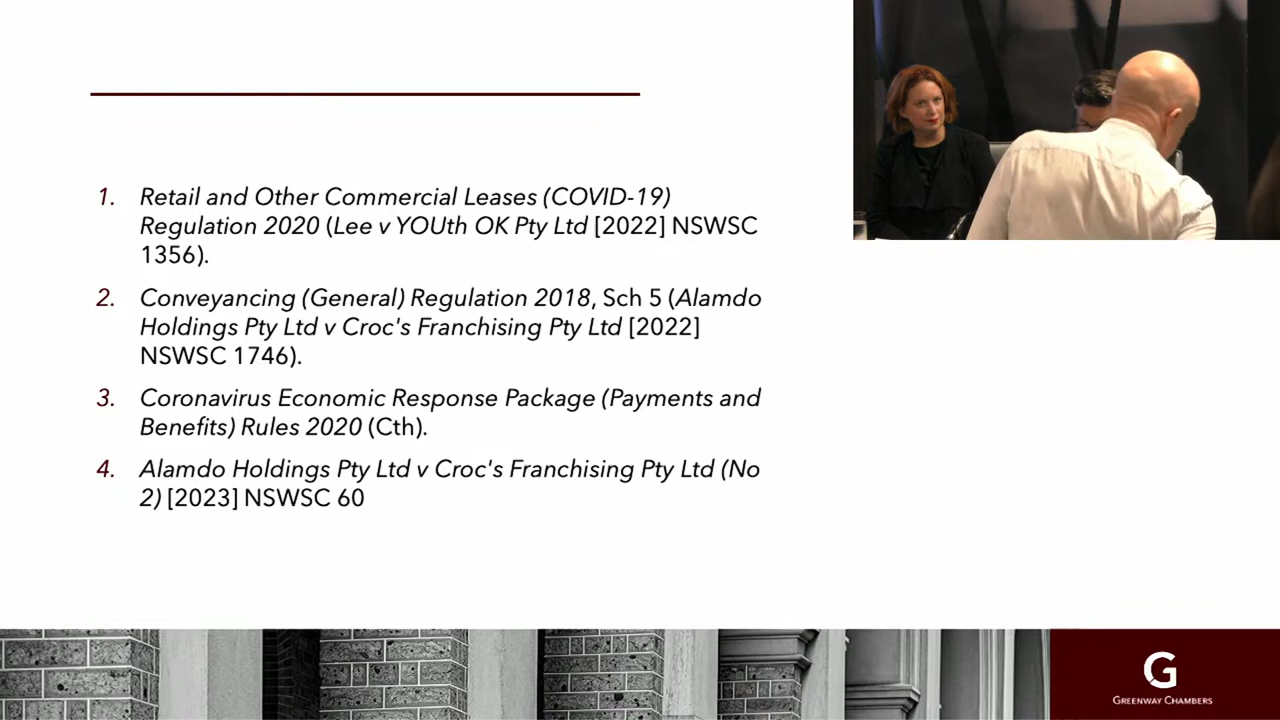 1. Retail and Other Commercial Leases (COVID-19)
Regulation 2020 (Lee v YOUth OK Pty Ltd [2022] NSWSC
1356).
2. Conveyancing (General) Regulation 2018, Sch 5 (Alamdo
Holdings Pty Ltd v Croc's Franchising Pty Ltd [2022]
NSWSC 1746).
3. Coronavirus Economic Response Package (Payments and
Benefits) Rules 2020 (Cth).
4. Alamdo Holdings Pty Ltd v Croc's Franchising Pty Ltd (No
2) [2023] NSWSC 60
G
GREENWAY CHAMBERS